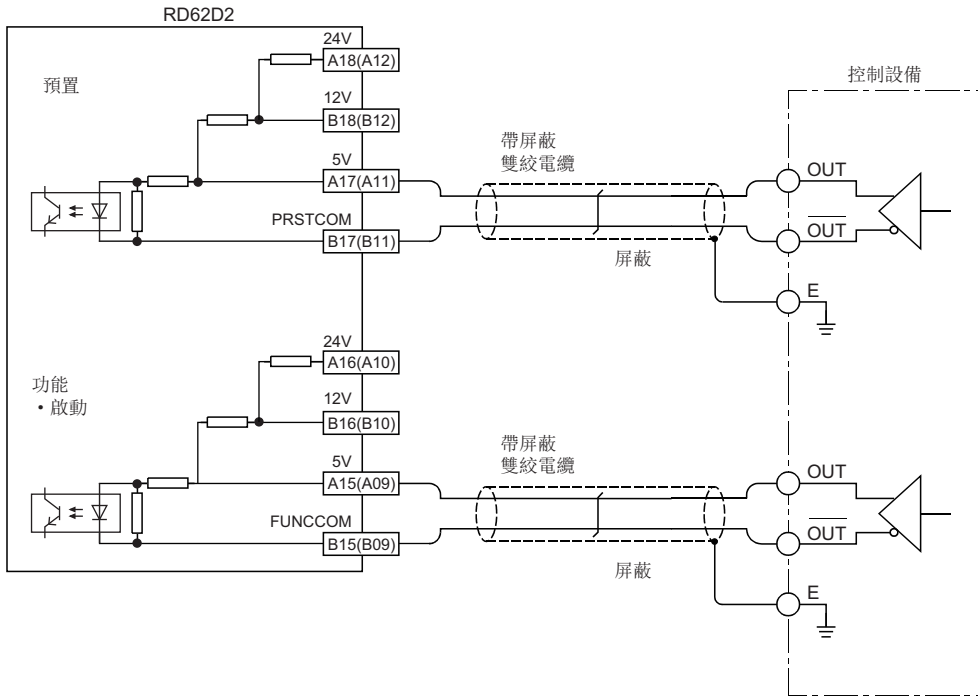 RD62D2
預置
24V
A18(A12)
12V
B18(B12)
5V
A17(A11)
PRSTCOM
B17(B11)
帶屏蔽
雙絞電纜
屏蔽
控制設備
OUT
OUT
E
功能
・啟動
24V
A16(A10)
12V
B16(B10)
5V
A15(A09)
FUNCCOM
B15(B09)
帶屏蔽
雙絞電纜
屏蔽
OUT
OUT
E